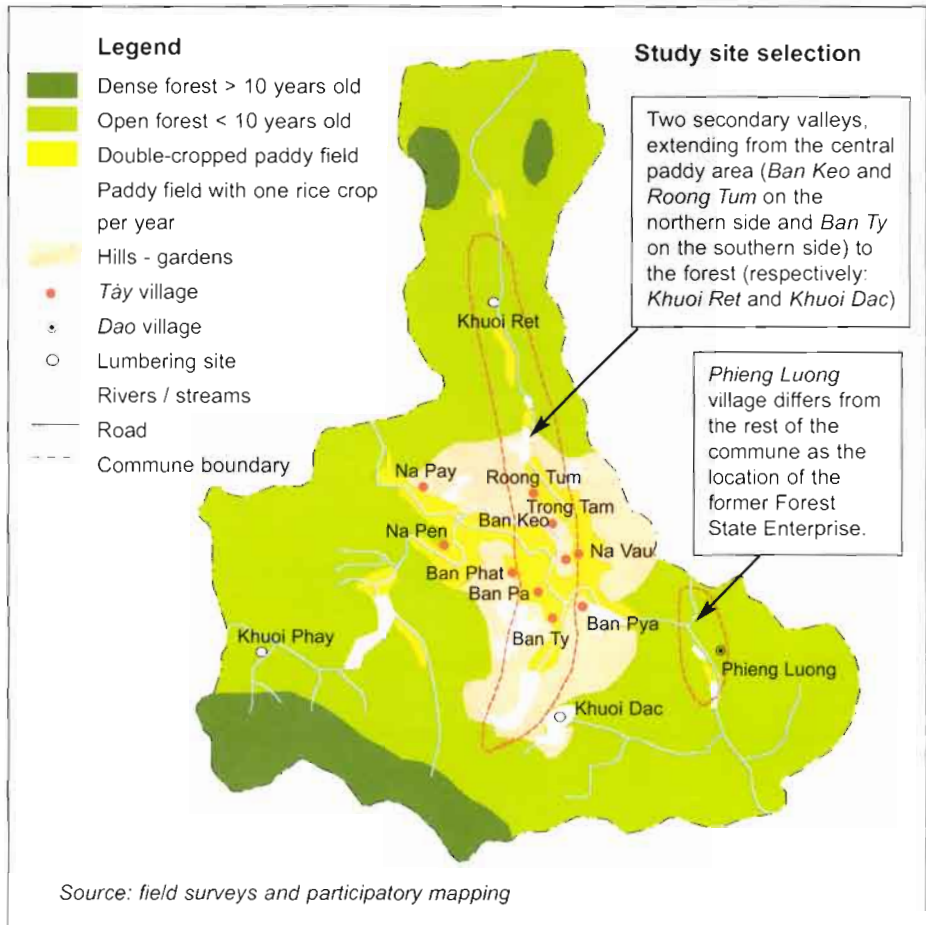 Legend
Dense forest > 10 years old
Open forest < 10 years old
Double-cropped paddy field
Paddy field with one rice crop
per year
Hills - gardens
Tày village
Dao village
Lumbering site
Rivers / streams
Road
Commune boundary
Study site selection
Two secondary valleys,
extending from the central
paddy area (Ban Keo and
Roong Tum on the
northern side and Ban Ty
on the southern side) to
the forest (respectively:
Khuoi Ret and Khuoi Dac)
Phieng Luong
village differs from
the rest of the
commune as the
location of the
former Forest
State Enterprise.
Khuoi Ret
Na Pay
Roong Tum
Trong Tam
Ban Keo
Na Pen
Na Vau
Ban Phat
Ban Pa
Ban Pya
Ban Ty
Khuoi Phay
Phieng Luong
Khuoi Dac
Source: field surveys and participatory mapping